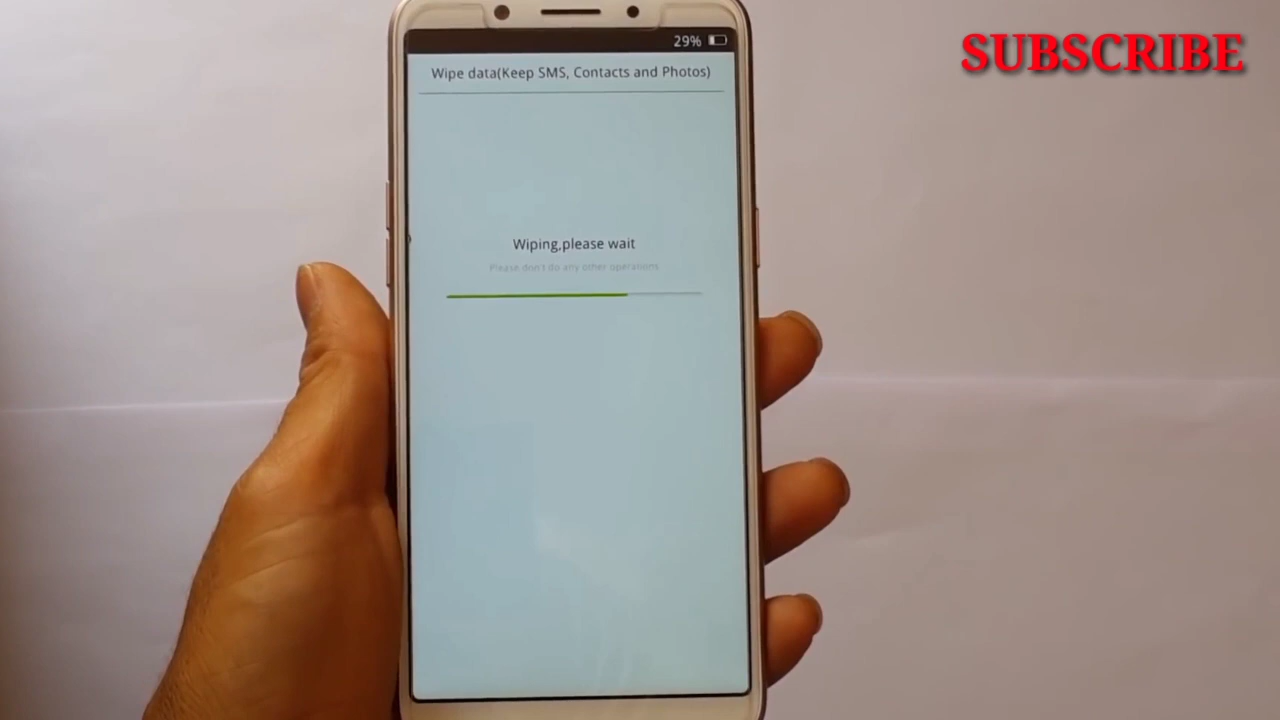 SUBSCRIBE
29%
Wipe data(Keep SMS, Contacts and Photos)
Wiping,please wait
Please don't do any other operations